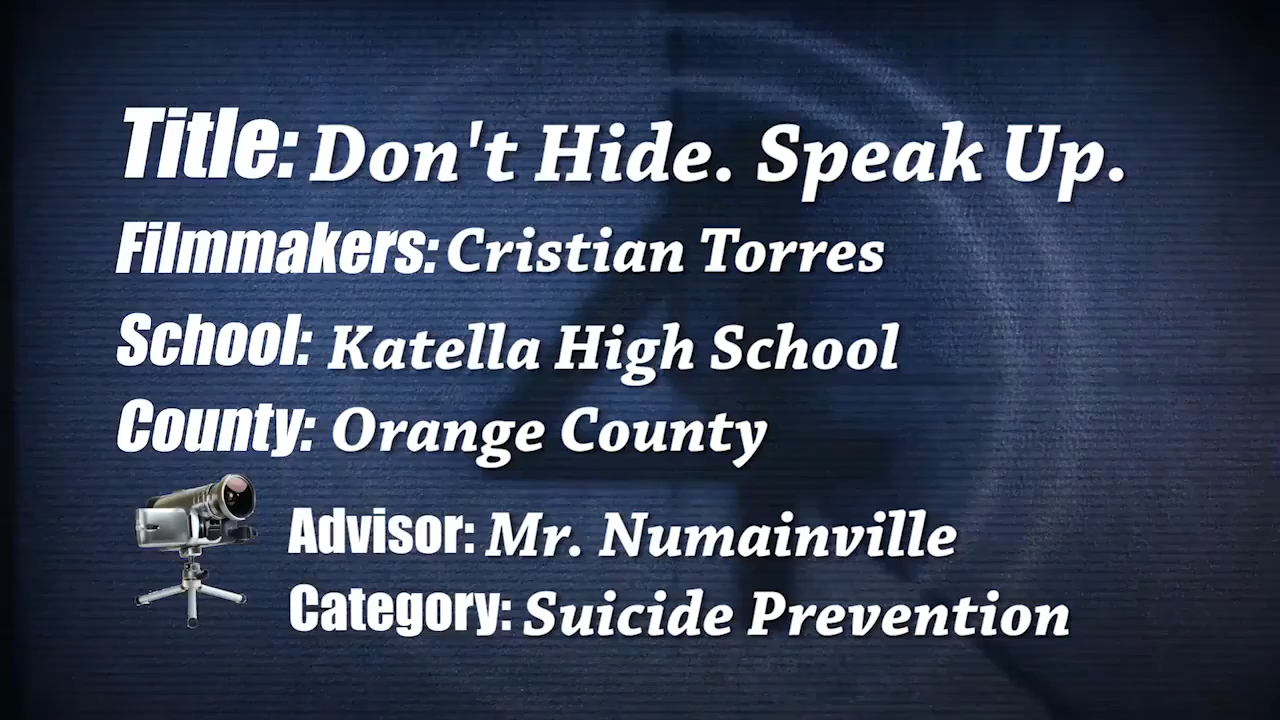 Title: Don't Hide. Speak Up.
Filmmakers: Cristian Torres
School: Katella High School
County: Orange County
Advisor: Mr. Numainville
Category: Suicide Prevention